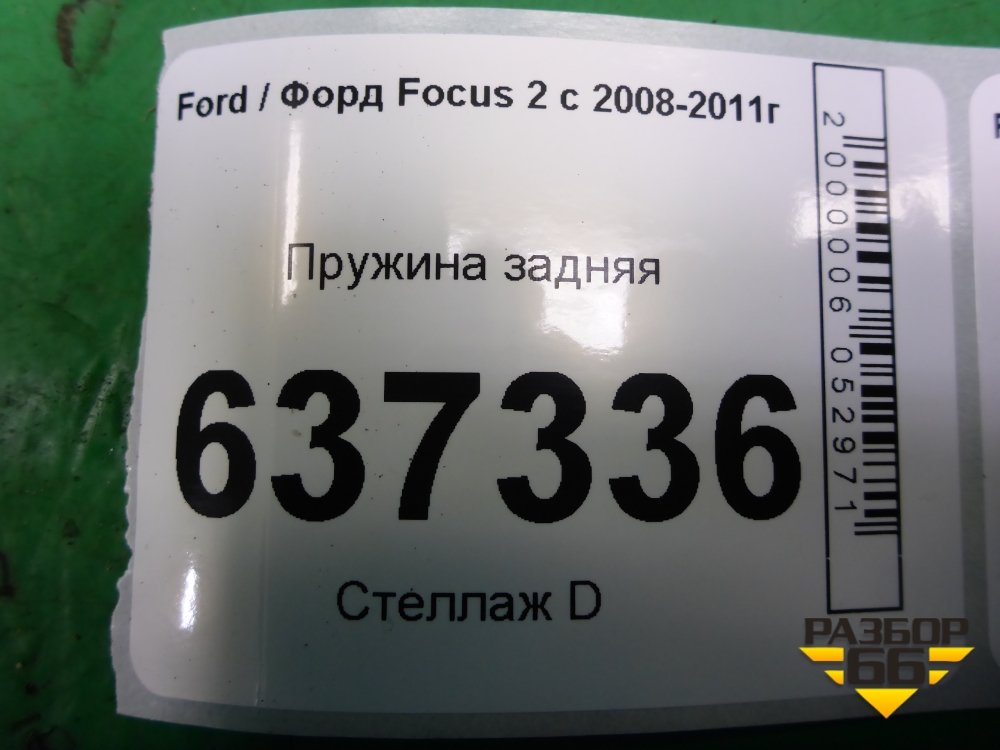 Ford / Форд Focus 2 с 2008-2011г
Пружина задняя
637336
Стеллаж D
2000006052971
РАЗБОР
66